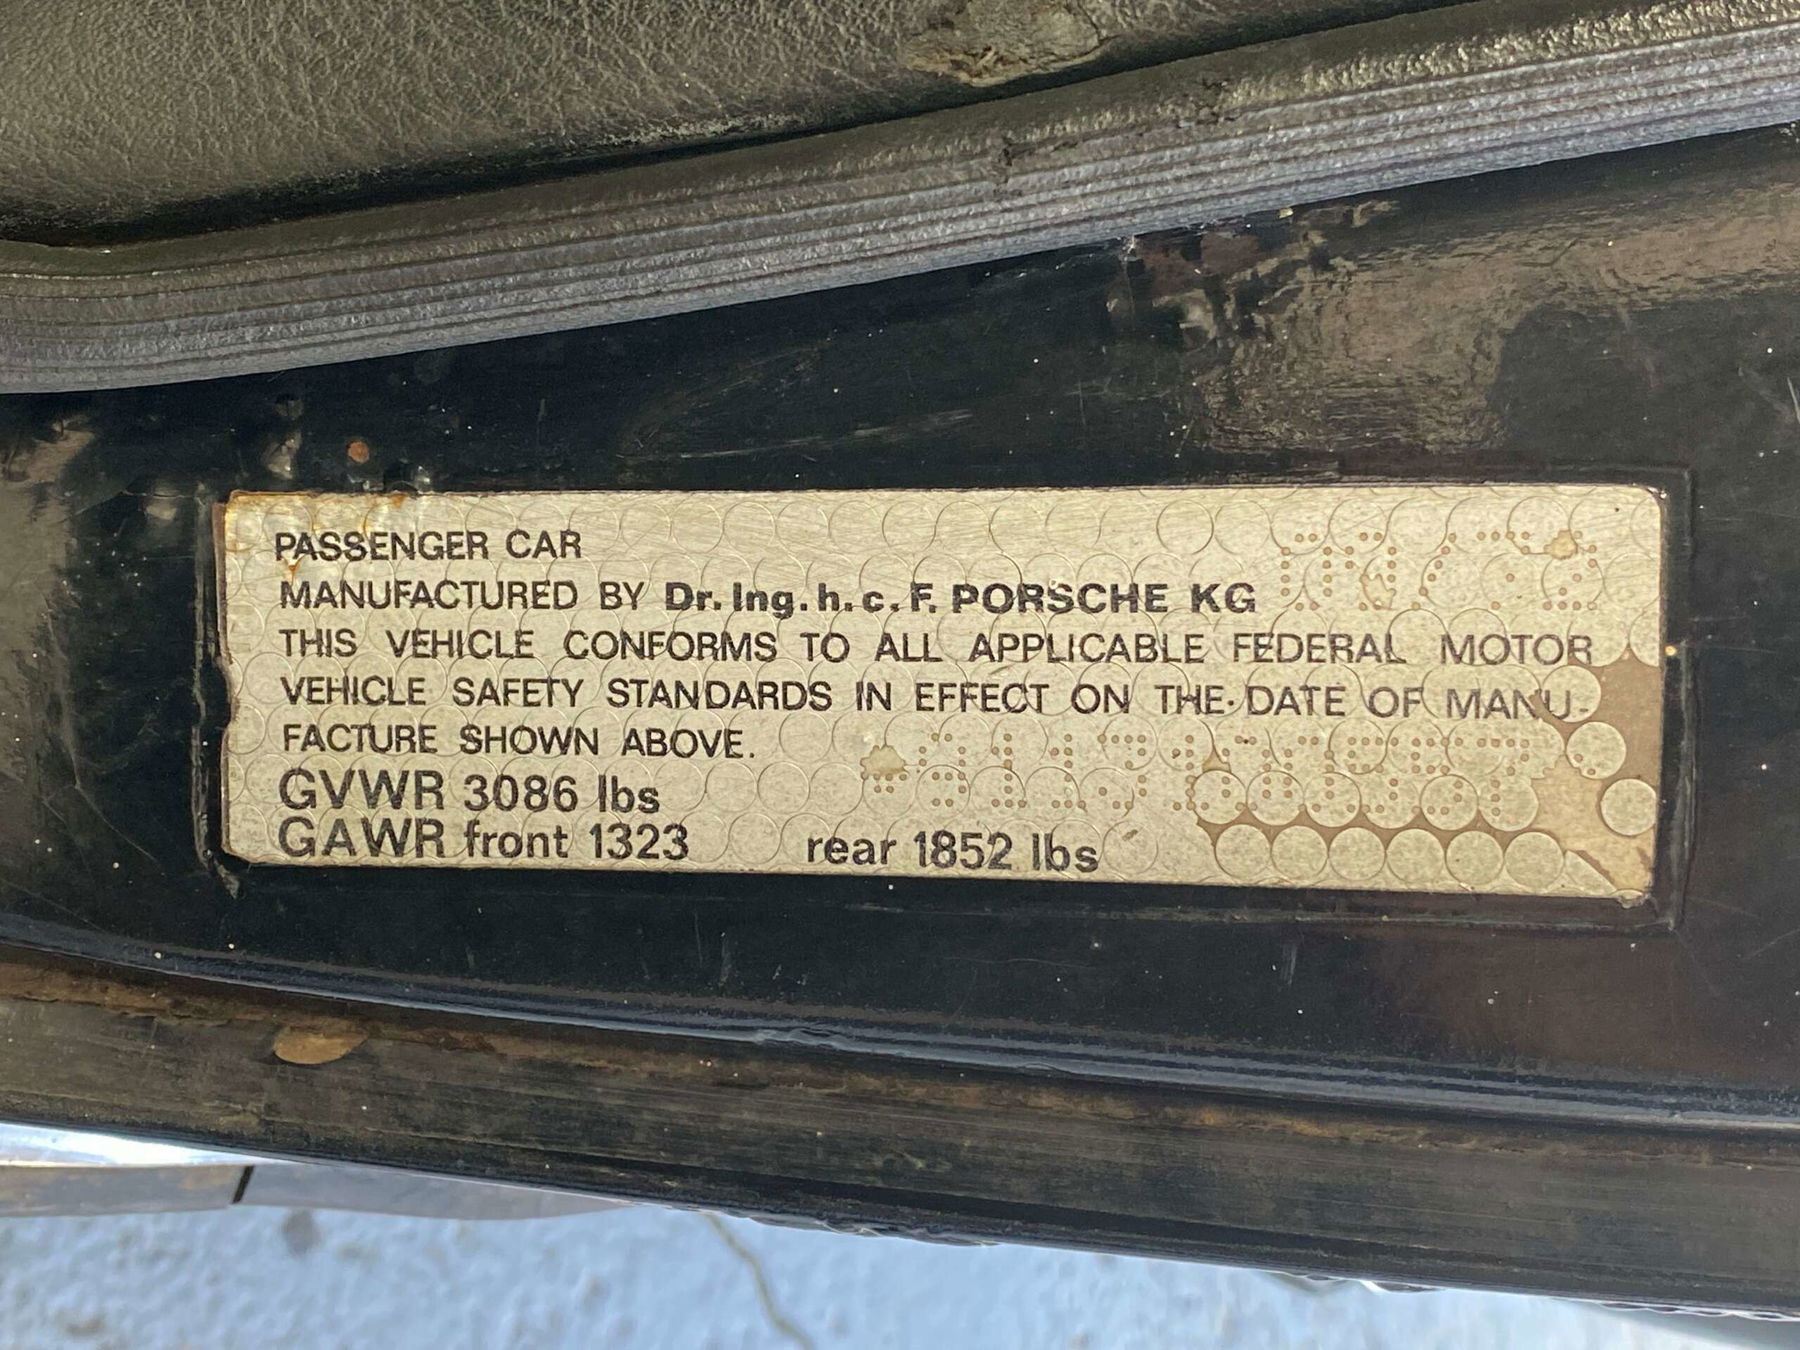 PASSENGER CAR
MANUFACTURED BY Dr. Ing. h. c. F. PORSCHE KG
THIS VEHICLE CONFORMS TO ALL APPLICABLE FEDERAL MOTOR
VEHICLE SAFETY STANDARDS IN EFFECT ON THE DATE OF MANU-
FACTURE SHOWN ABOVE.
GVWR 3086 lbs
GAWR front 1323 rear 1852 lbs